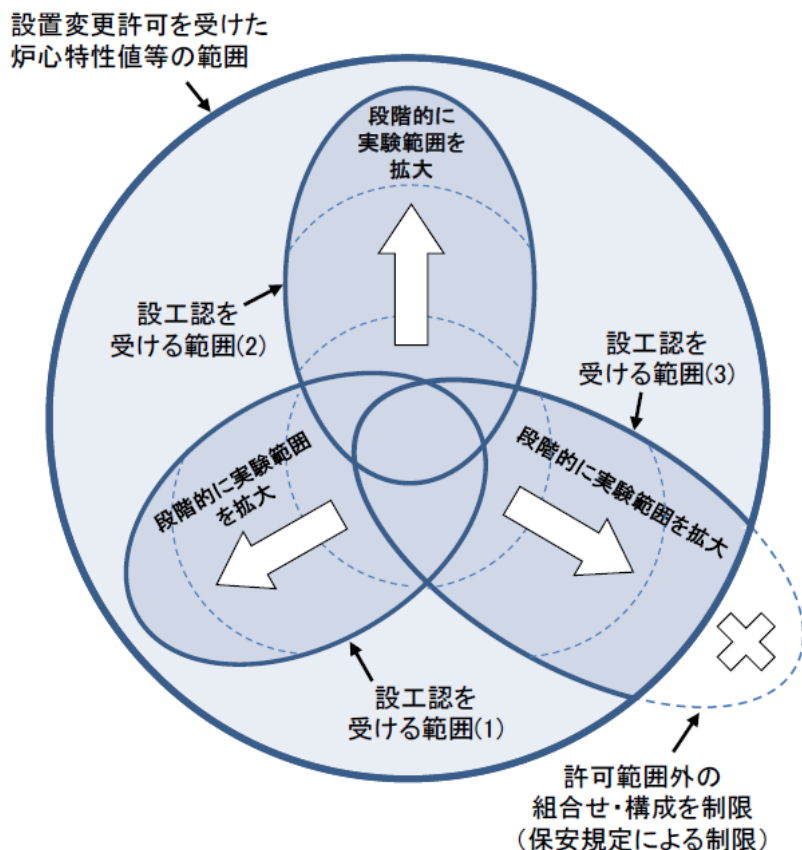 設置変更許可を受けた
炉心特性値等の範囲
段階的に
実験範囲を
拡大
設工認を
受ける範囲(2)
設工認を
受ける範囲(3)
段階的に実験範囲
を拡大
段階的に実験範囲を拡大
設工認を
受ける範囲(1)
許可範囲外の
組合せ・構成を制限
(保安規定による制限)